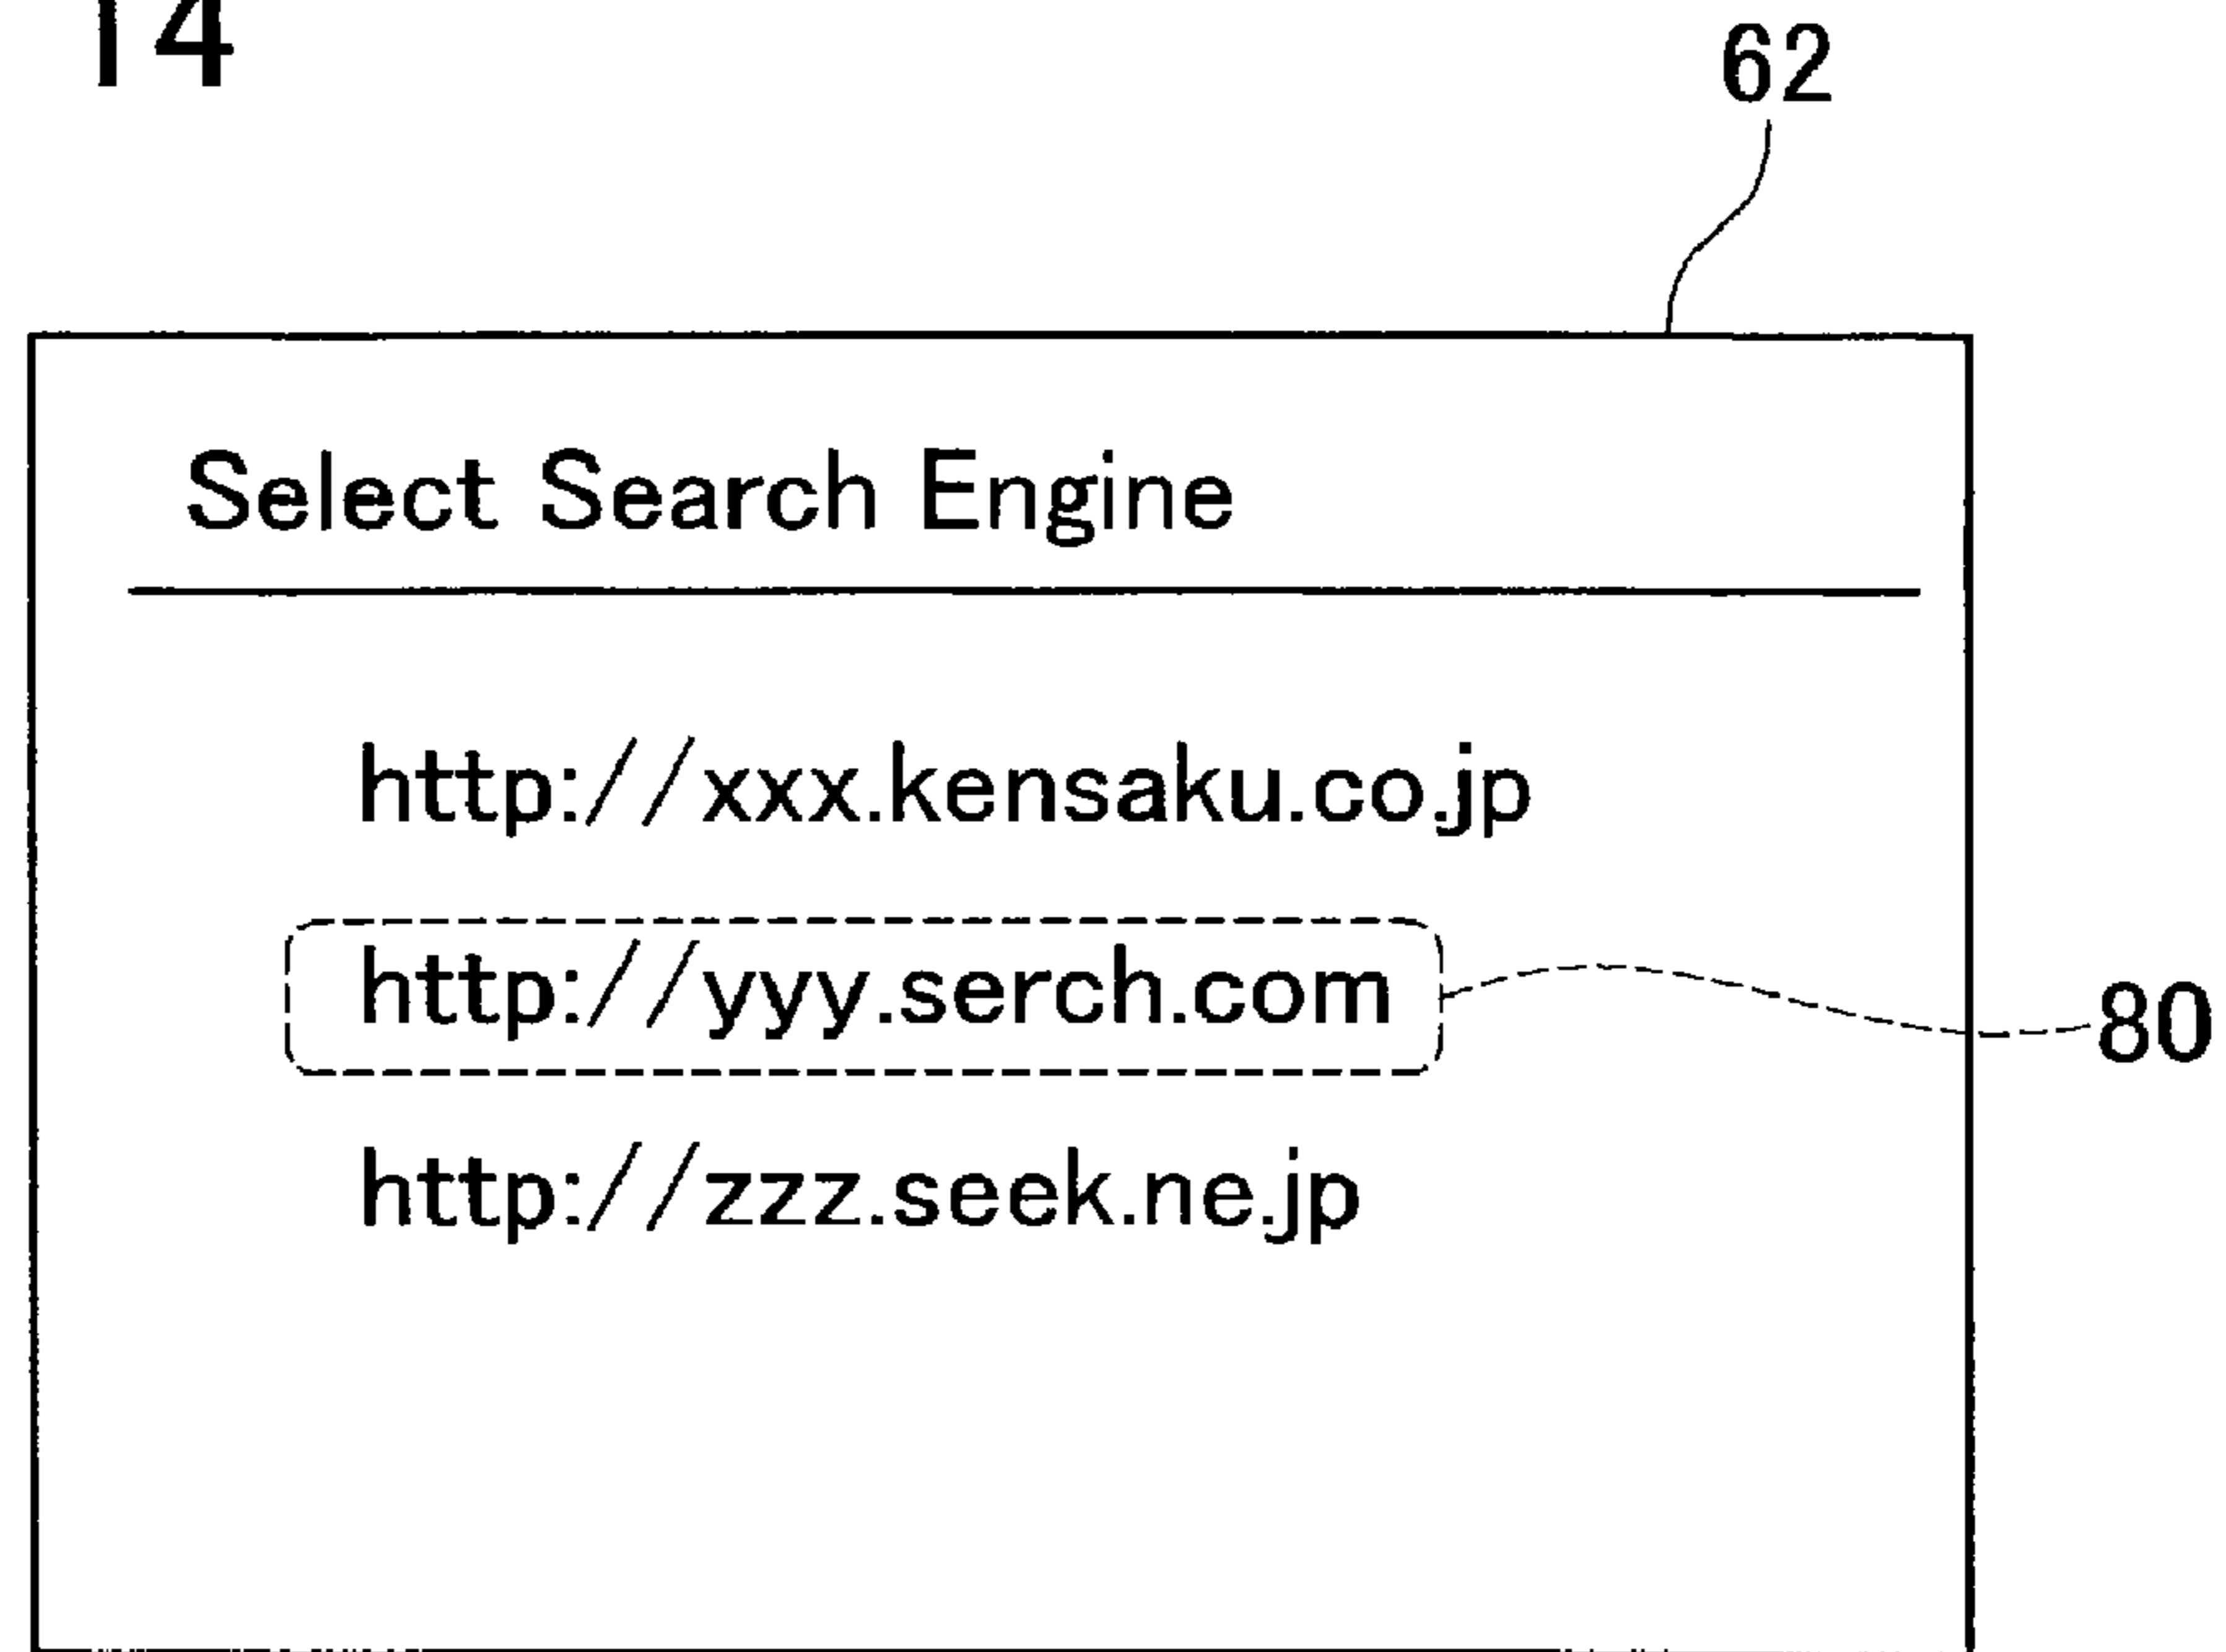 14
62
Select Search Engine
http://xxx.kensaku.co.jp
http://yyy.serch.com
80
http://zzz.seek.ne.jp